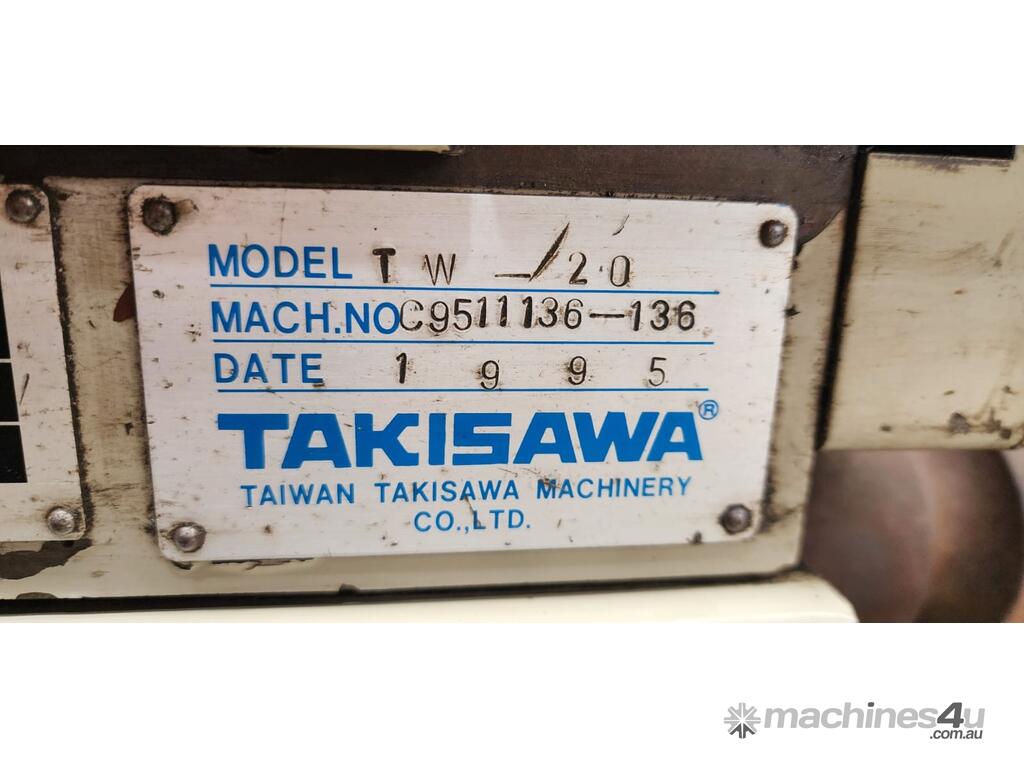 MODEL TW-/20
MACH.NO C9511136-136
DATE 1995
TAKISAWA®
TAIWAN TAKISAWA MACHINERY
CO.,LTD.
machines4u
.com.au